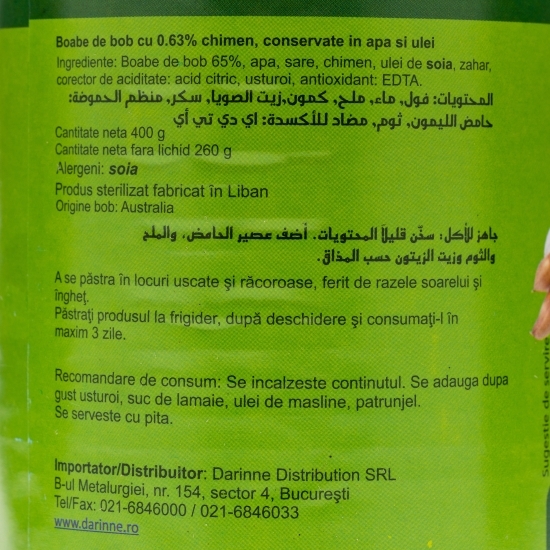 Boabe de bob cu 0.63% chimen, conservate in apa si ulei
Ingrediente: Boabe de bob 65%, apa, sare, chimen, ulei de soia, zahar,
corector de aciditate: acid citric, usturoi, antioxidant: EDTA.
المحتويات: فول، ماء، ملح، كمون,زيت الصويا, سكر, منظم الحموضة:
حامض الليمون, ثوم, مضاد للأكسدة: اي دي تي أي
Cantitate neta 400 g
Cantitate neta fara lichid 260 g
Alergeni: soia
Produs sterilizat fabricat în Liban
Origine bob: Australia
جاهز للأكل: سخّن قليلاً المحتويات. أضف عصير الحامض، والملح
والثوم وزيت الزيتون حسب المذاق.
A se păstra în locuri uscate şi răcoroase, ferit de razele soarelui şi
îngheţ.
Păstraţi produsul la frigider, după deschidere şi consumaţi-l în
maxim 3 zile.
Recomandare de consum: Se incalzeste continutul. Se adauga dupa
gust usturoi, suc de lamaie, ulei de masline, patrunjel.
Se serveste cu pita.
Importator/Distribuitor: Darinne Distribution SRL
B-ul Metalurgiei, nr. 154, sector 4, Bucureşti
Tel/Fax: 021-6846000 / 021-6846033
www.darinne.ro
Sugestie de servire